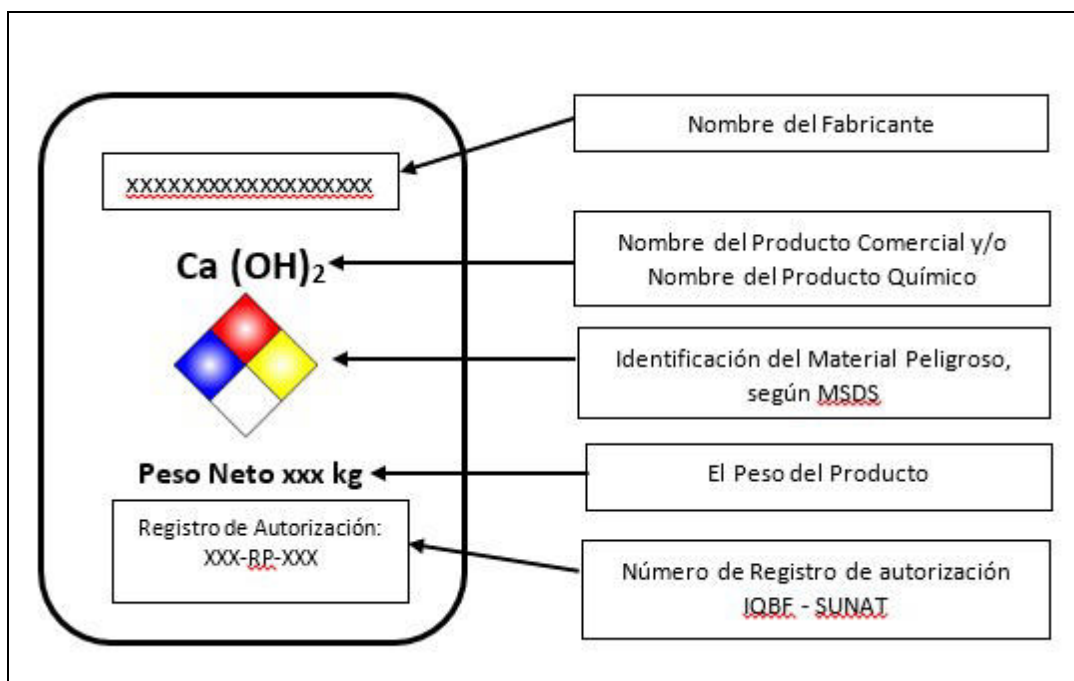 Nombre del Fabricante
XXXXXXXXXXXXXXXXXXX
Ca (OH)₂
Nombre del Producto Comercial y/o
Nombre del Producto Químico
Identificación del Material Peligroso,
según MSDS
Peso Neto xxx kg
El Peso del Producto
Registro de Autorización:
XXX-RP-XXX
Número de Registro de autorización
IQBF - SUNAT